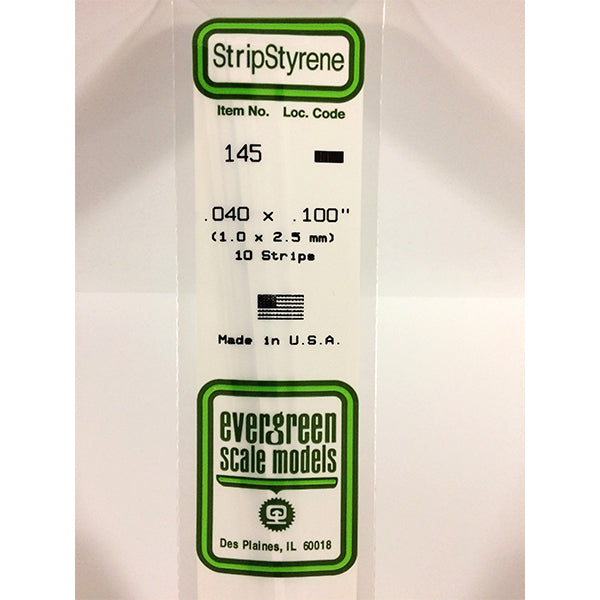 StripStyrene
Item No. Loc. Code
145
.040 x .100"
(1.0 x 2.5 mm)
10 Strips
Made in U.S.A.
evergreen
scale models
Des Plaines, IL 60018